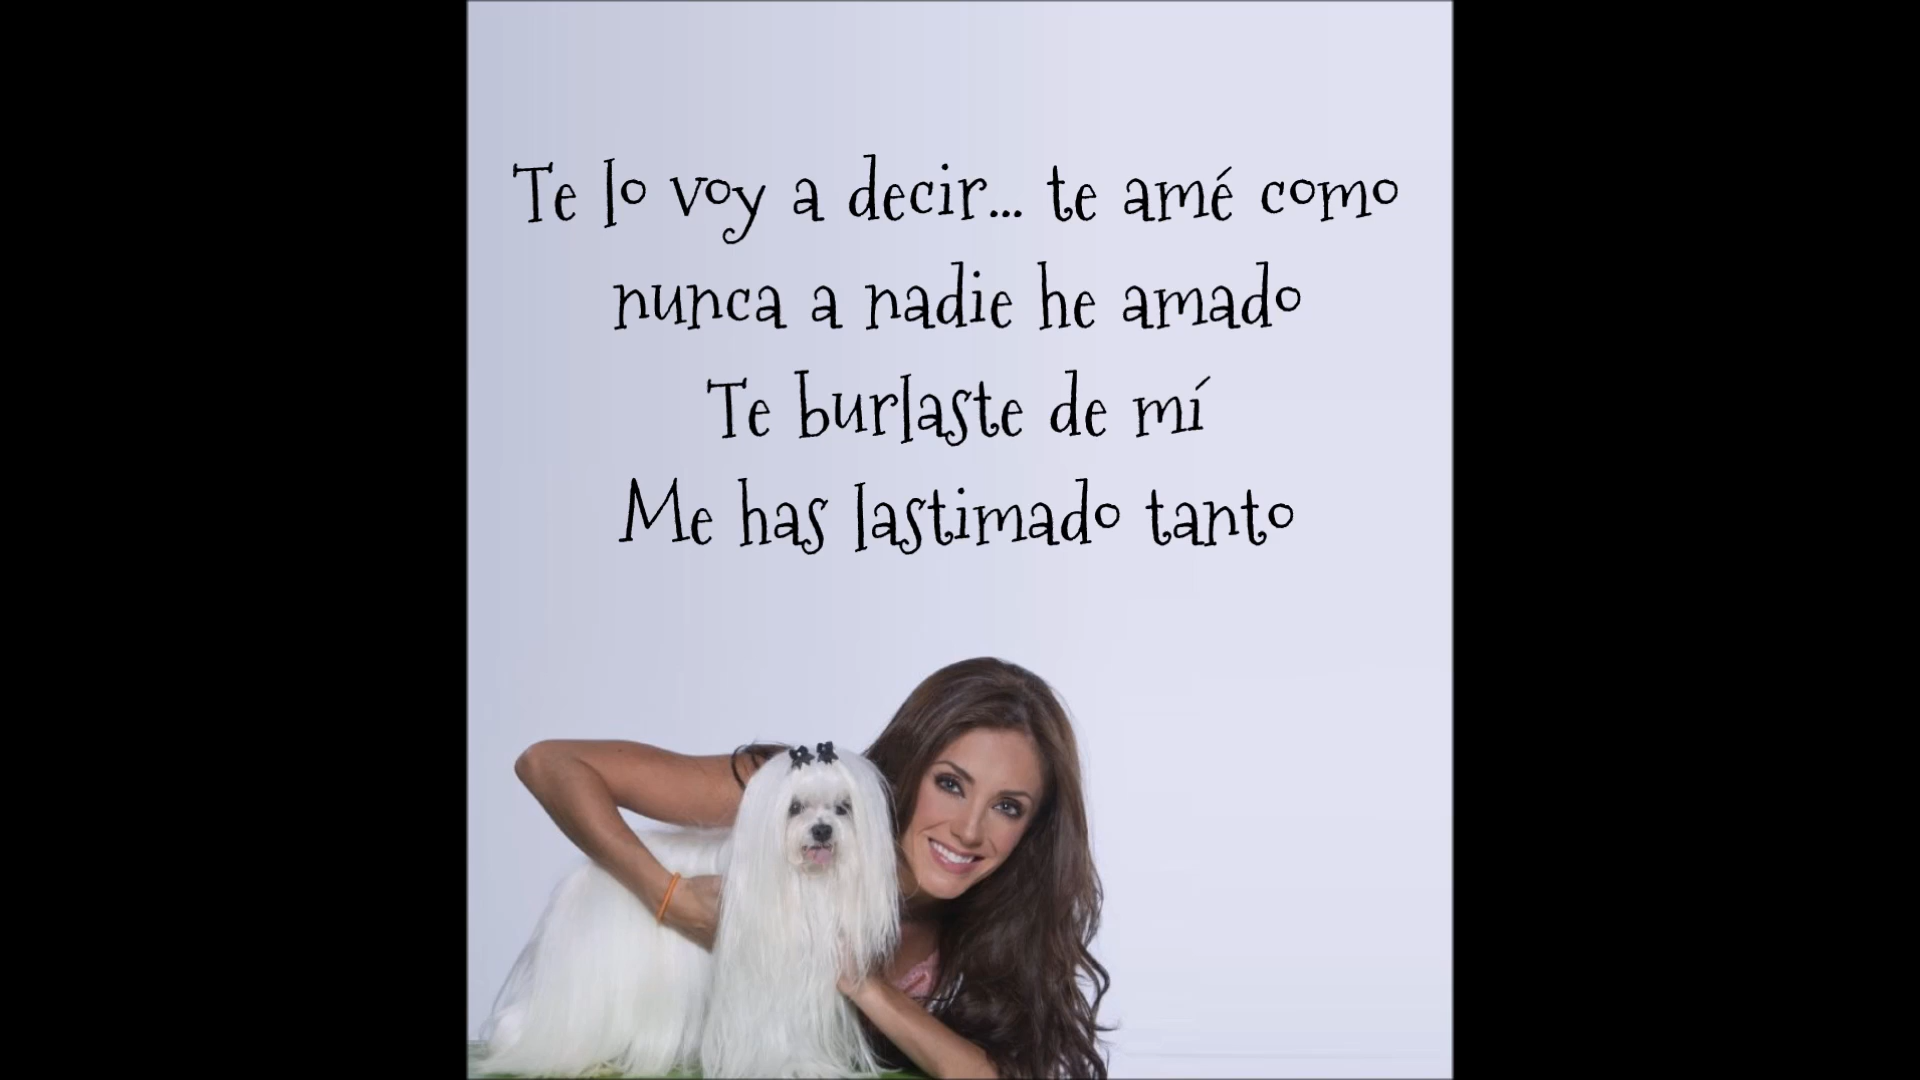 Te lo voy a decir... te amé como
nunca a nadie he amado
Te burlaste de mí
Me has lastimado tanto